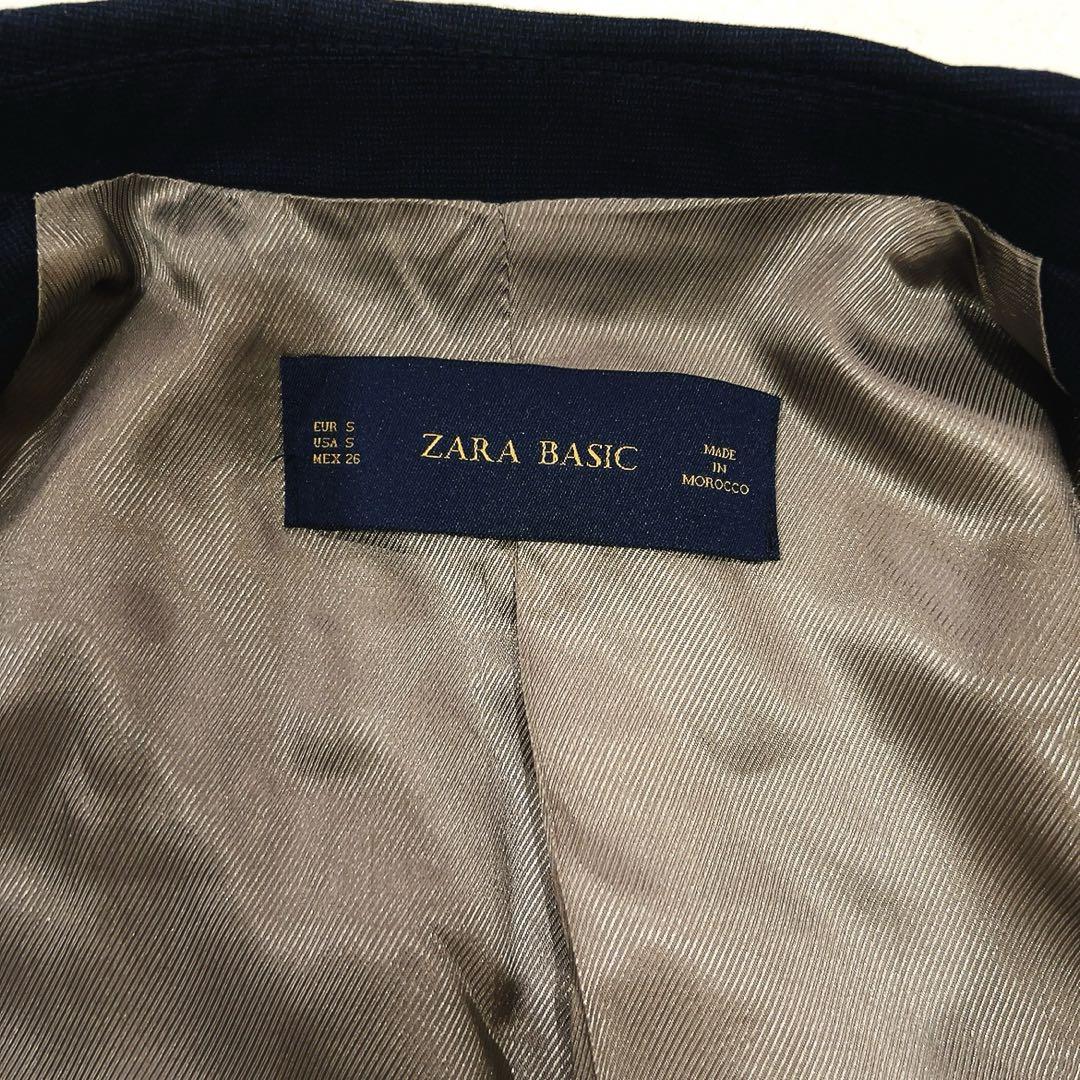 EUR S
USA S
MEX 26
ZARA BASIC
MADE
IN
MOROCCO